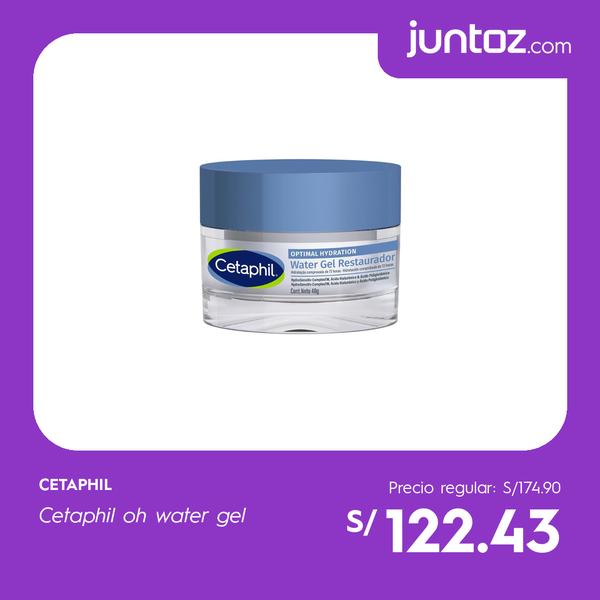 juntoz.com
OPTIMAL HYDRATION
Cetaphil
Water Gel Restaurador
Cont. Neto 48g
CETAPHIL
Cetaphil oh water gel
Precio regular: S/174.90
S/122.43